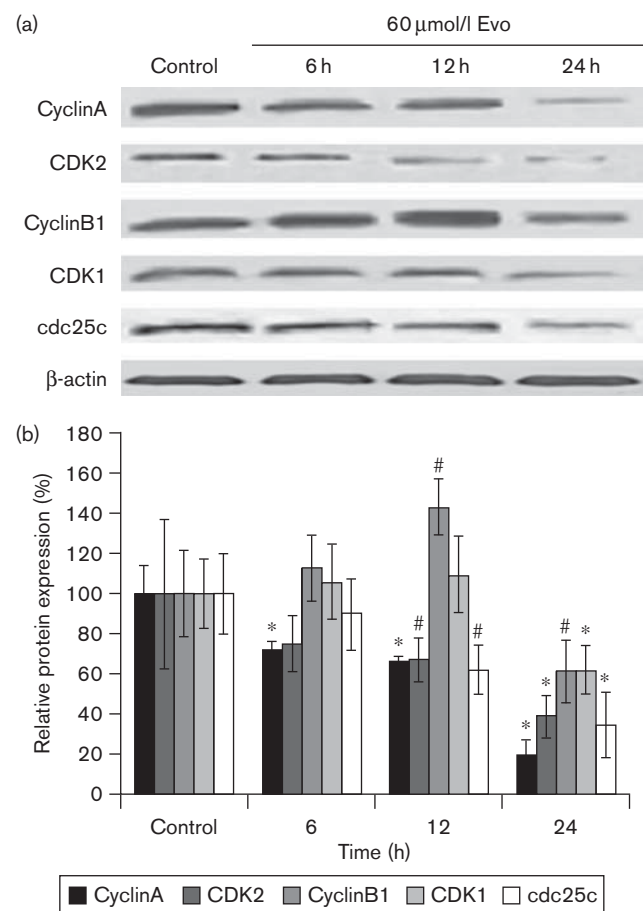 (a)
60 μmol/l Evo
Control 6 h 12 h 24 h
CyclinA
CDK2
CyclinB1
CDK1
cdc25c
β-actin
(b)
Relative protein expression (%)
180
160
140
120
100
80
60
40
20
0
*
* # # #
* * # * *
Control 6 12 24
Time (h)
CyclinA CDK2 CyclinB1 CDK1 cdc25c